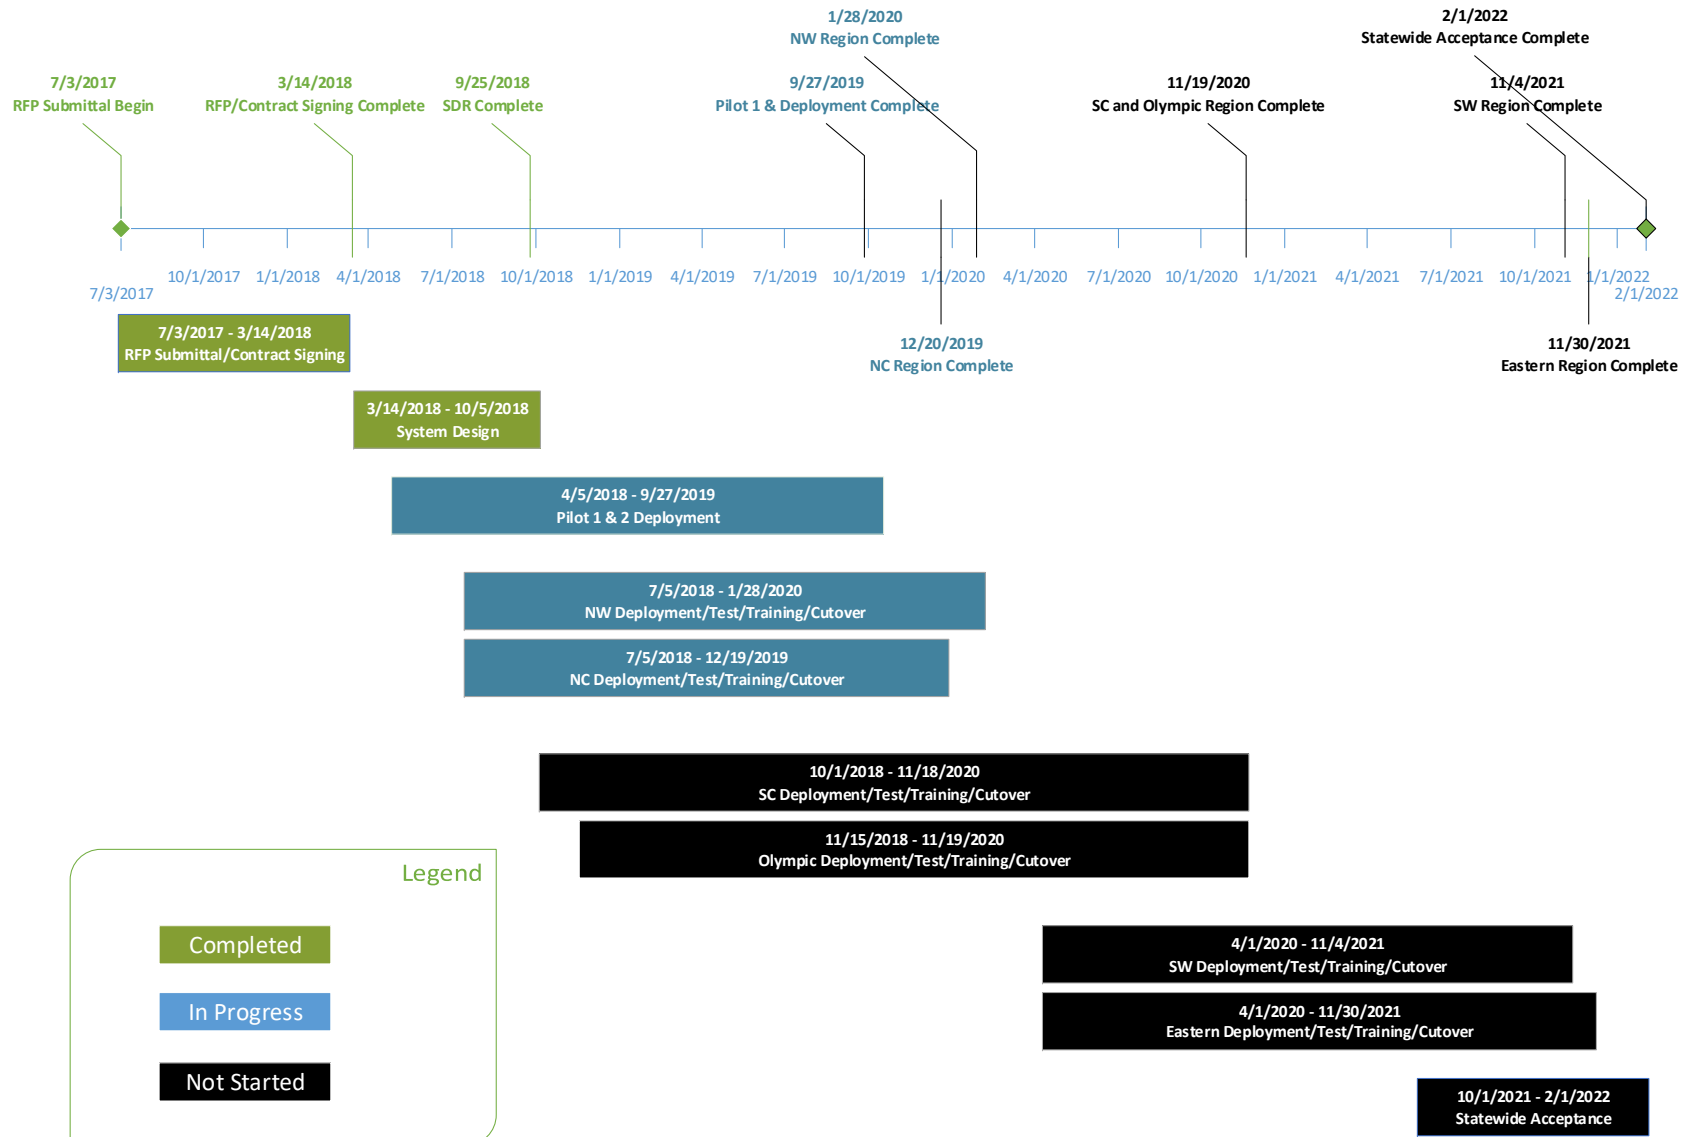 1/28/2020
NW Region Complete
2/1/2022
Statewide Acceptance Complete
7/3/2017
RFP Submittal Begin
3/14/2018
RFP/Contract Signing Complete
9/25/2018
SDR Complete
9/27/2019
Pilot 1 & Deployment Complete
11/19/2020
SC and Olympic Region Complete
11/4/2021
SW Region Complete
10/1/2017
1/1/2018
4/1/2018
7/1/2018
10/1/2018
1/1/2019
4/1/2019
7/1/2019
10/1/2019
1/1/2020
4/1/2020
7/1/2020
10/1/2020
1/1/2021
4/1/2021
7/1/2021
10/1/2021
1/1/2022
7/3/2017
2/1/2022
7/3/2017 - 3/14/2018
RFP Submittal/Contract Signing
12/20/2019
NC Region Complete
11/30/2021
Eastern Region Complete
3/14/2018 - 10/5/2018
System Design
4/5/2018 - 9/27/2019
Pilot 1 & 2 Deployment
7/5/2018 - 1/28/2020
NW Deployment/Test/Training/Cutover
7/5/2018 - 12/19/2019
NC Deployment/Test/Training/Cutover
10/1/2018 - 11/18/2020
SC Deployment/Test/Training/Cutover
11/15/2018 - 11/19/2020
Olympic Deployment/Test/Training/Cutover
4/1/2020 - 11/4/2021
SW Deployment/Test/Training/Cutover
4/1/2020 - 11/30/2021
Eastern Deployment/Test/Training/Cutover
10/1/2021 - 2/1/2022
Statewide Acceptance
Legend
Completed
In Progress
Not Started